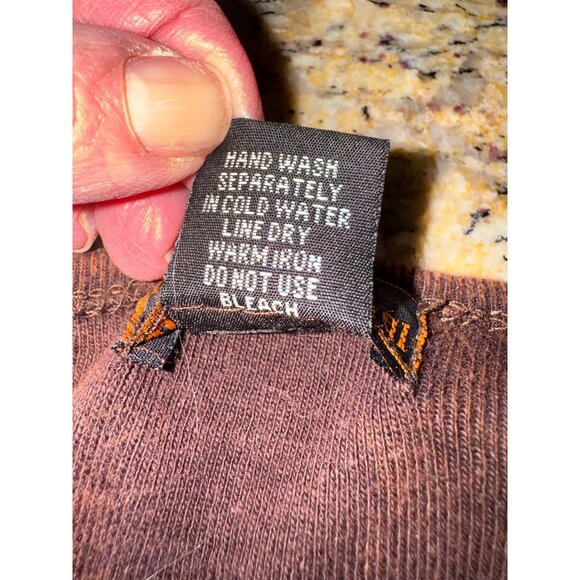 HAND WASH
SEPARATELY
IN COLD WATER
LINE DRY
WARM IRON
DO NOT USE
BLEACH